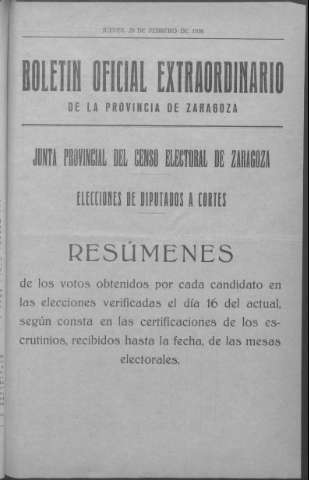 JUEVES, 20 DE FEBRERO DE 1936
BOLETIN OFICIAL EXTRAORDINARIO
DE LA PROVINCIA DE ZARAGOZA
JUNTA PROVINCIAL DEL CENSO ELECTORAL DE ZARAGOZA
ELECCIONES DE DIPUTADOS A CORTES
RESÚMENES
de los votos obtenidos por cada candidato en
las elecciones verificadas el día 16 del actual,
según consta en las certificaciones de los es-
crutinios, recibidos hasta la fecha, de las mesas
electorales.